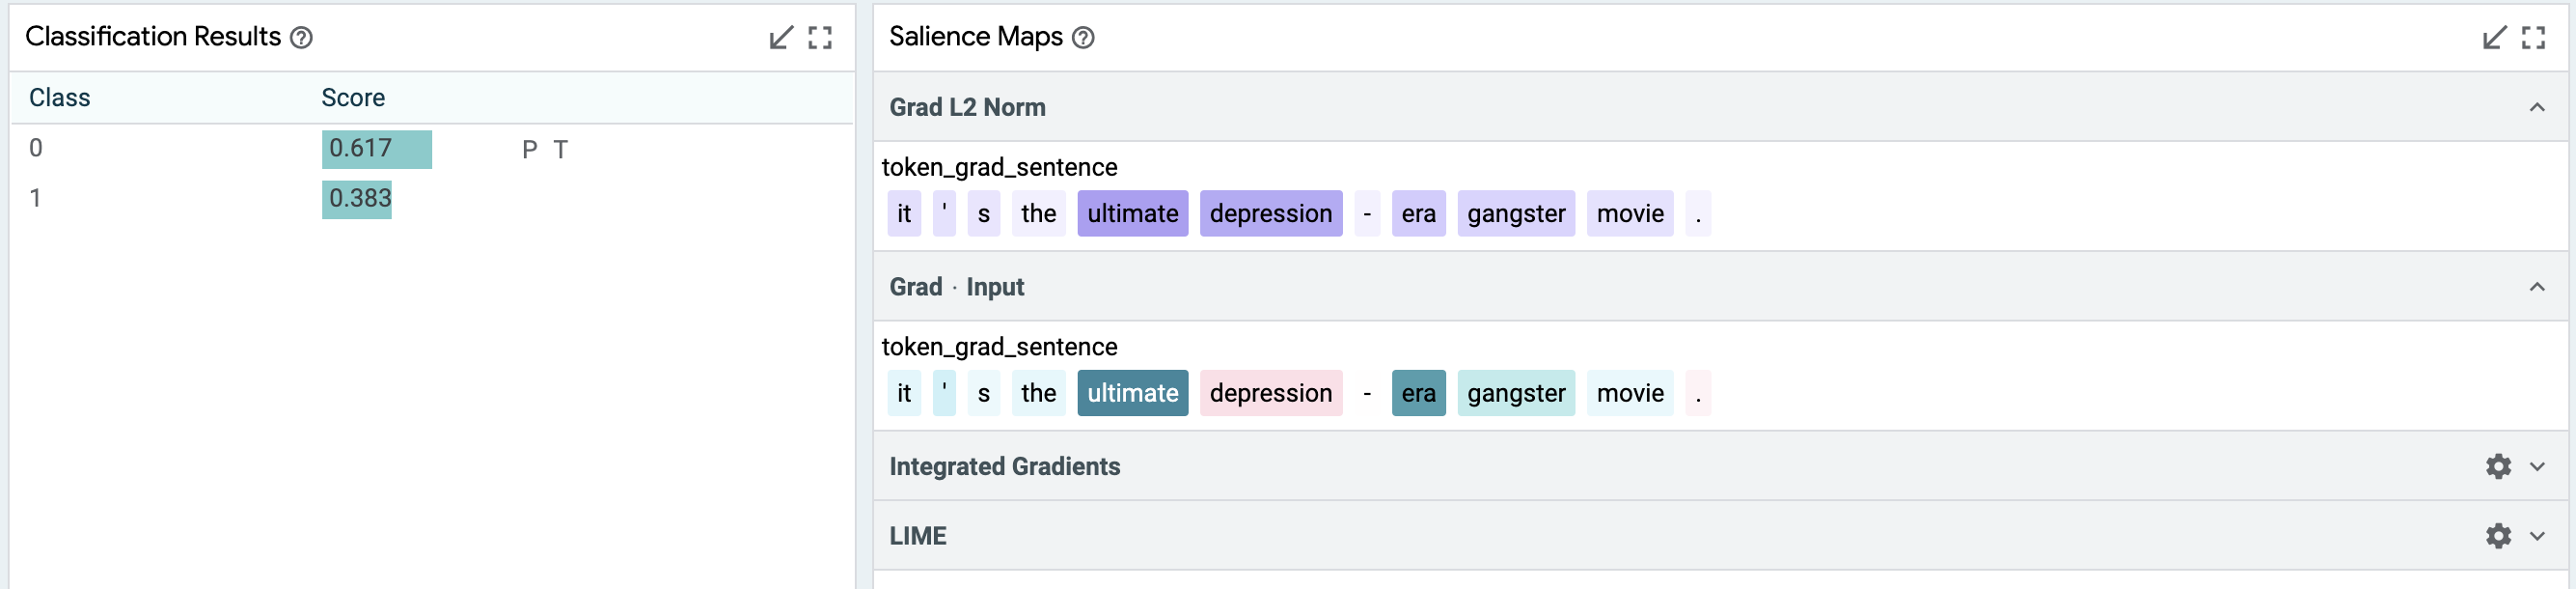 Classification Results
Class Score
0 0.617 P T
1 0.383
Salience Maps
Grad L2 Norm
token_grad_sentence
it ' s the ultimate depression - era gangster movie .
Grad · Input
token_grad_sentence
it ' s the ultimate depression - era gangster movie .
Integrated Gradients
LIME